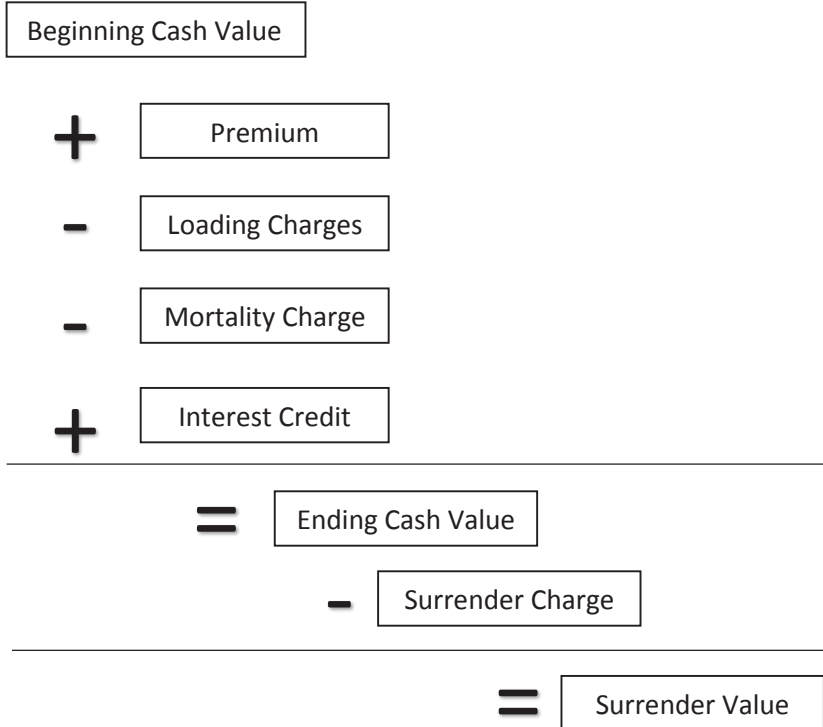 Beginning Cash Value
+ Premium
- Loading Charges
- Mortality Charge
+ Interest Credit
= Ending Cash Value
- Surrender Charge
= Surrender Value